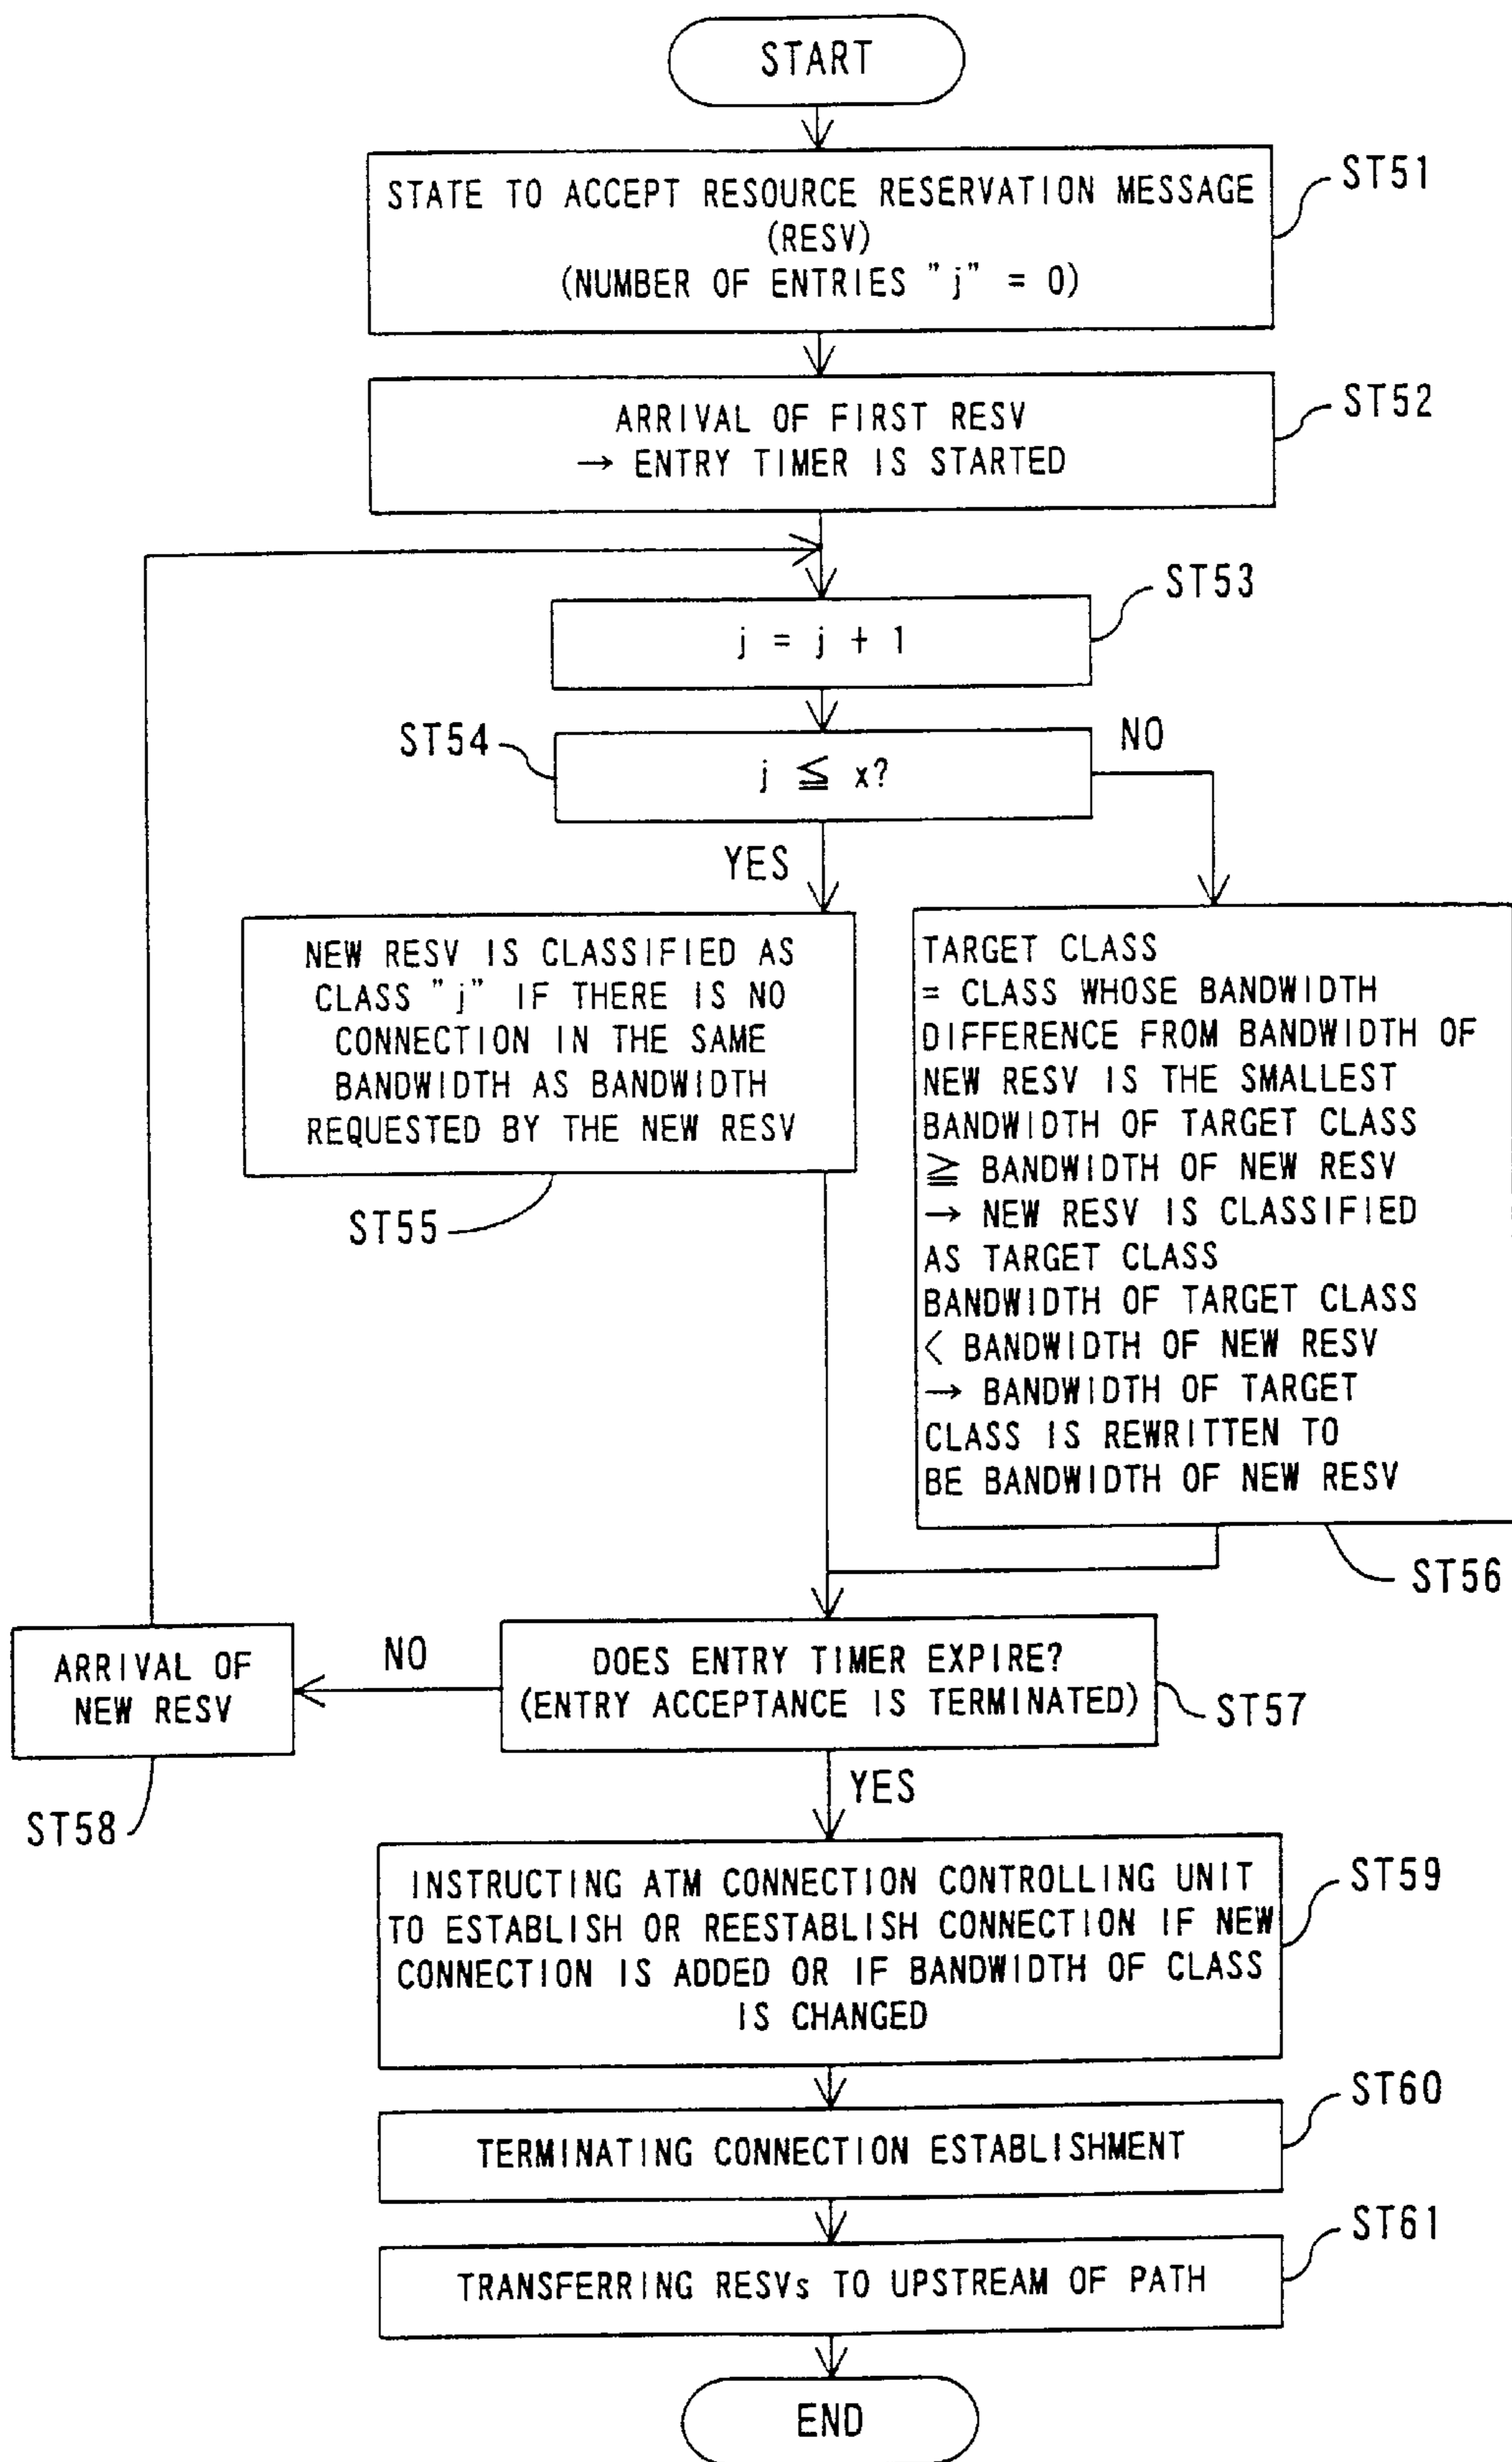 START
STATE TO ACCEPT RESOURCE RESERVATION MESSAGE
(RESV)
(NUMBER OF ENTRIES "j" = 0)
ST51
ARRIVAL OF FIRST RESV
→ ENTRY TIMER IS STARTED
ST52
j = j + 1
ST53
ST54
j ≦ x?
NO
YES
NEW RESV IS CLASSIFIED AS
CLASS "j" IF THERE IS NO
CONNECTION IN THE SAME
BANDWIDTH AS BANDWIDTH
REQUESTED BY THE NEW RESV
ST55
TARGET CLASS
= CLASS WHOSE BANDWIDTH
DIFFERENCE FROM BANDWIDTH OF
NEW RESV IS THE SMALLEST
BANDWIDTH OF TARGET CLASS
≧ BANDWIDTH OF NEW RESV
→ NEW RESV IS CLASSIFIED
AS TARGET CLASS
BANDWIDTH OF TARGET CLASS
< BANDWIDTH OF NEW RESV
→ BANDWIDTH OF TARGET
CLASS IS REWRITTEN TO
BE BANDWIDTH OF NEW RESV
ST56
DOES ENTRY TIMER EXPIRE?
(ENTRY ACCEPTANCE IS TERMINATED)
ST57
NO
ARRIVAL OF
NEW RESV
ST58
YES
INSTRUCTING ATM CONNECTION CONTROLLING UNIT
TO ESTABLISH OR REESTABLISH CONNECTION IF NEW
CONNECTION IS ADDED OR IF BANDWIDTH OF CLASS
IS CHANGED
ST59
TERMINATING CONNECTION ESTABLISHMENT
ST60
TRANSFERRING RESVs TO UPSTREAM OF PATH
ST61
END